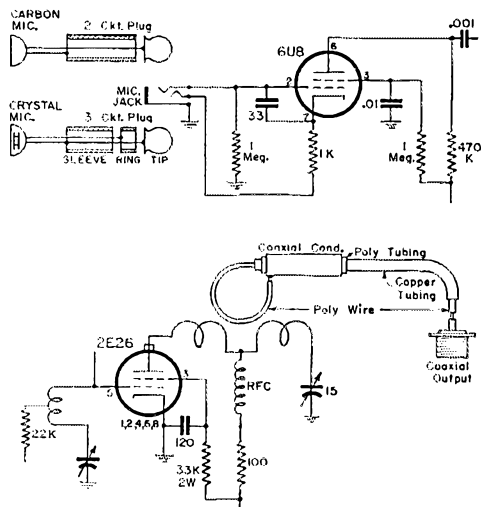 CARBON MIC.
2 Ckt. Plug
CRYSTAL MIC.
3 Ckt. Plug
SLEEVE RING TIP
MIC. JACK
6U8
6
2
3
7
.001
33
.01
1 Meg.
1K
1 Meg.
470 K
Coaxial Cond.
Poly Tubing
Copper Tubing
Poly Wire
Coaxial Output
2E26
5
3
1,2,4,6,8
22K
120
33K 2W
RFC
100
15